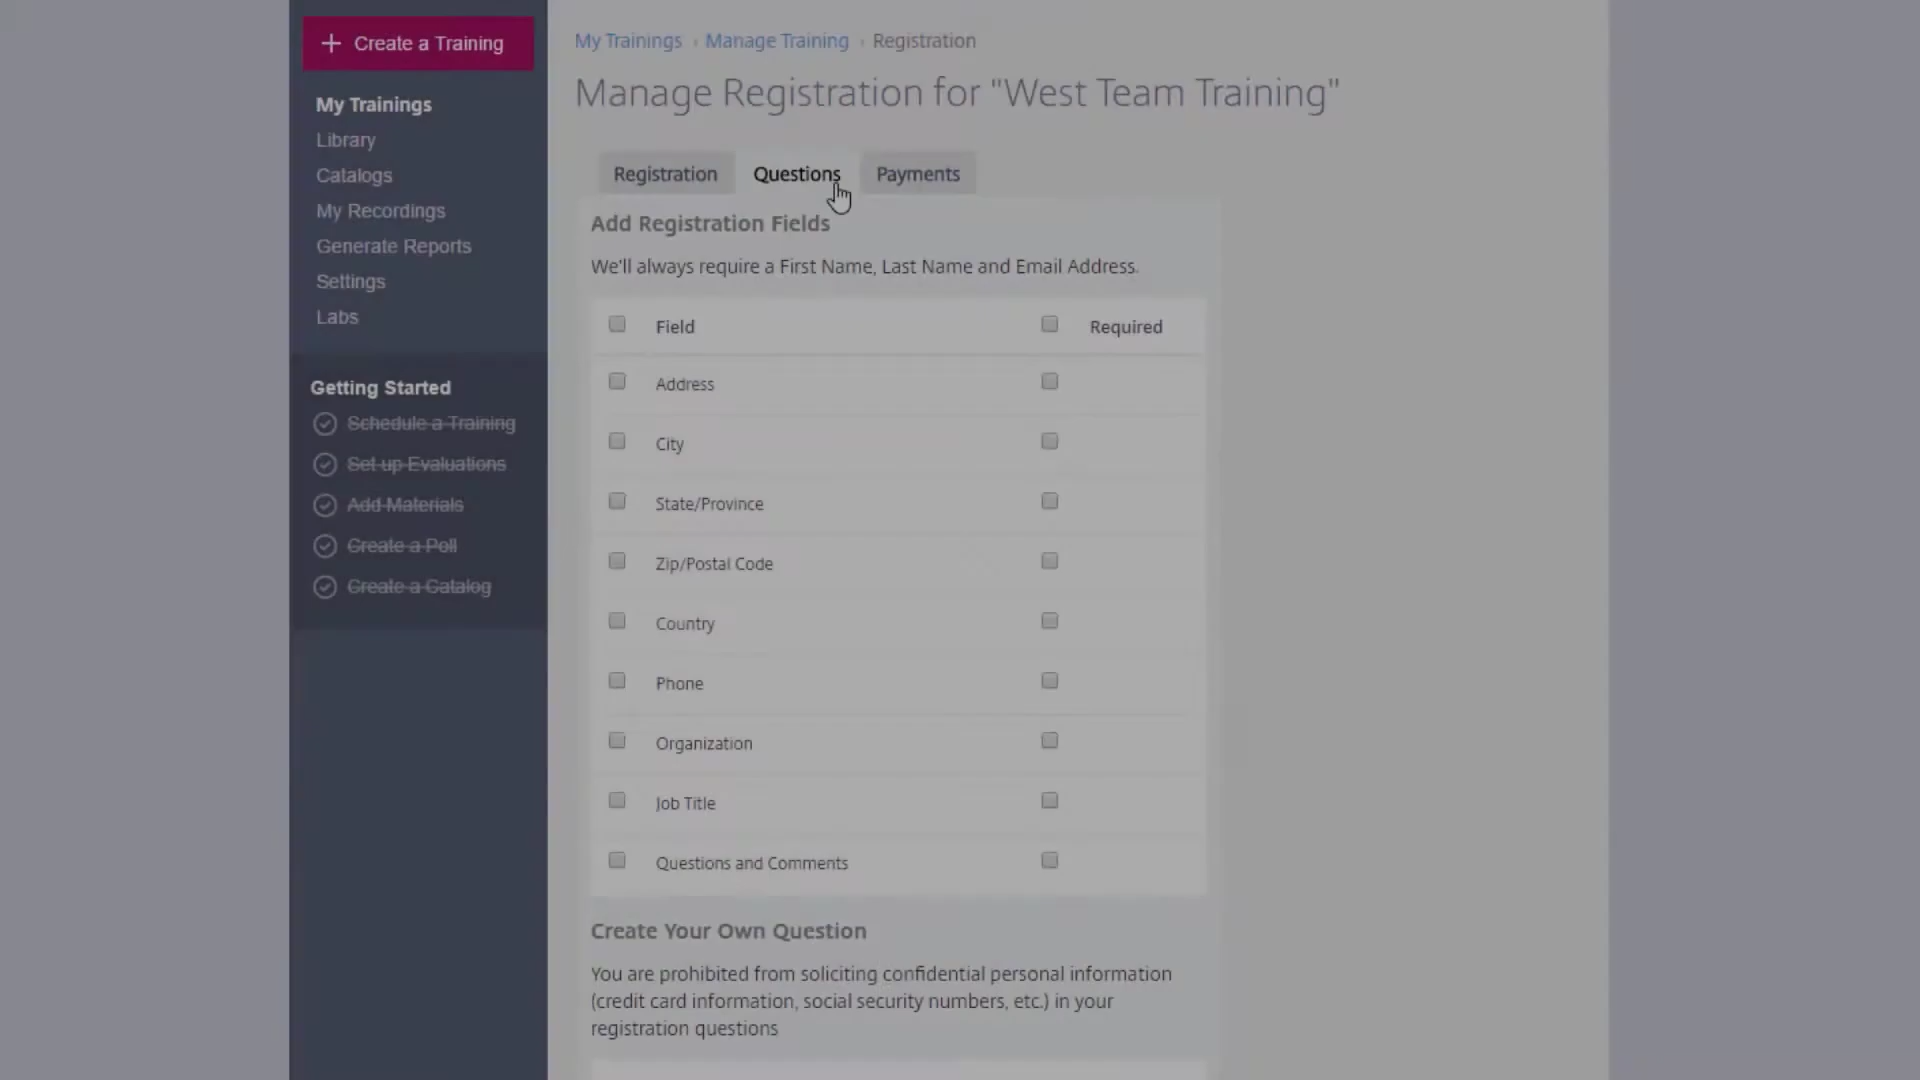 Create a Training
My Trainings
Library
Catalogs
My Recordings
Generate Reports
Settings
Labs
Getting Started
Schedule a Training
Set up Evaluations
Add Materials
Create a Poll
Create a Catalog
My Trainings › Manage Training › Registration
Manage Registration for "West Team Training"
Registration Questions Payments
Add Registration Fields
We'll always require a First Name, Last Name and Email Address.
Field Required
Address
City
State/Province
Zip/Postal Code
Country
Phone
Organization
Job Title
Questions and Comments
Create Your Own Question
You are prohibited from soliciting confidential personal information
(credit card information, social security numbers, etc.) in your
registration questions